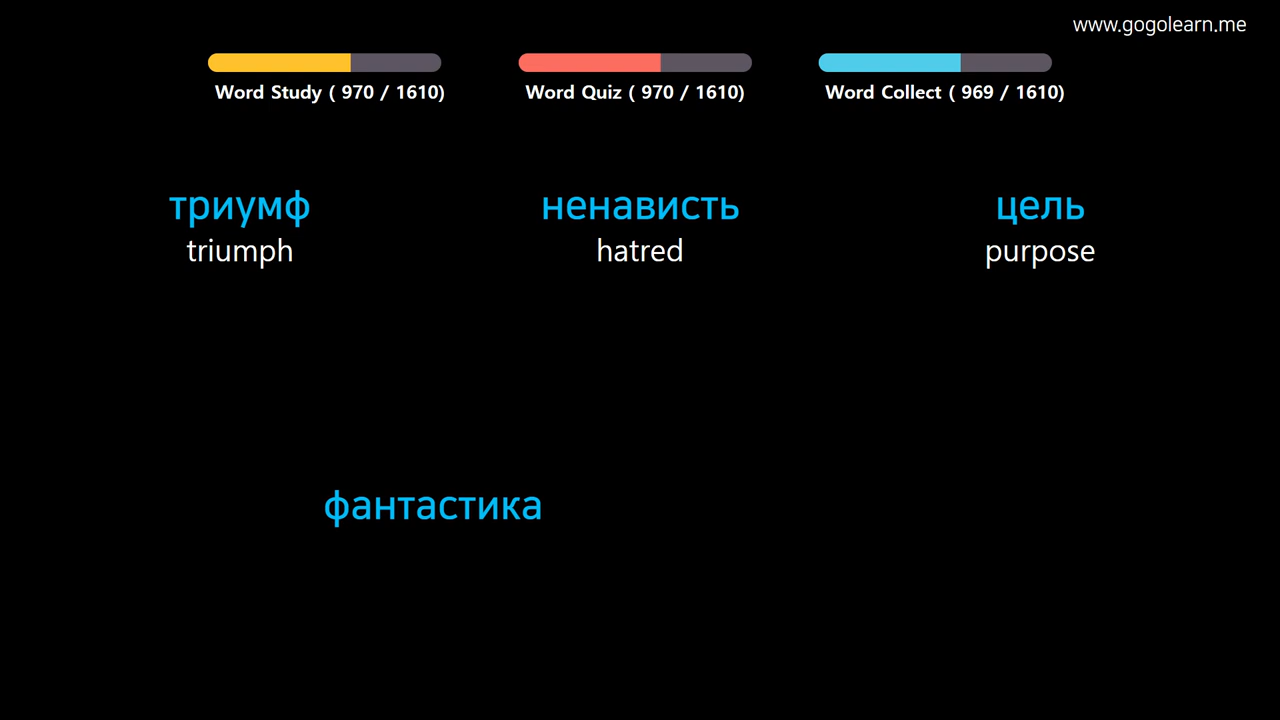 www.gogolearn.me
Word Study ( 970 / 1610)
Word Quiz ( 970 / 1610)
Word Collect ( 969 / 1610)
триумф
triumph
ненависть
hatred
цель
purpose
фантастика